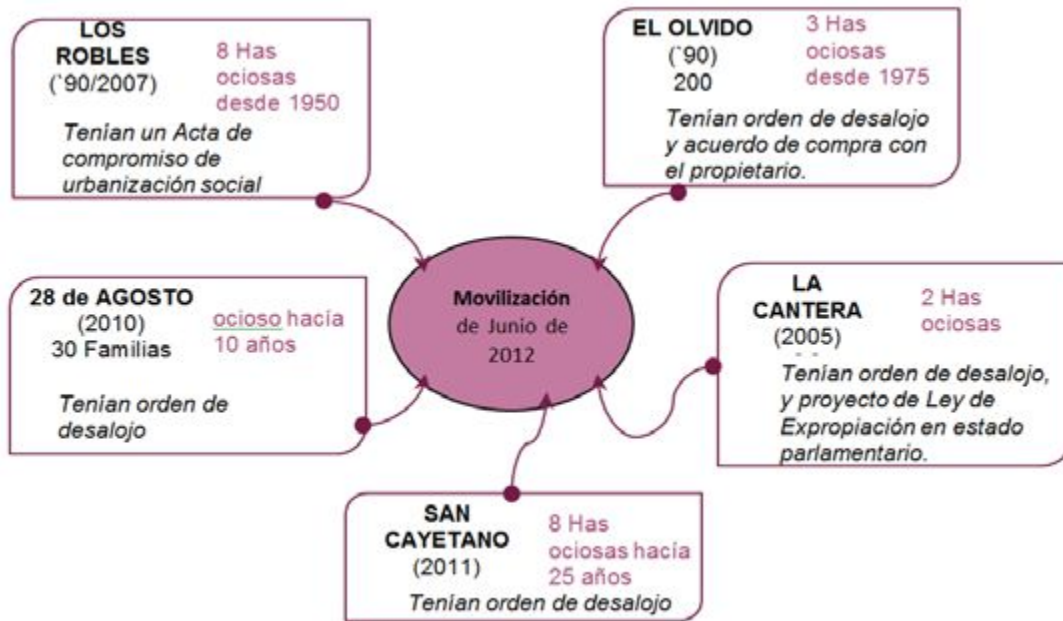 LOS
ROBLES
(`90/2007)
8 Has
ociosas
desde 1950
Tenían un Acta de
compromiso de
urbanización social
EL OLVIDO
(`90)
200
3 Has
ociosas
desde 1975
Tenían orden de desalojo
y acuerdo de compra con
el propietario.
Movilización
de Junio de
2012
28 de AGOSTO
(2010)
30 Familias
ocioso hacía
10 años
Tenían orden de
desalojo
LA
CANTERA
(2005)
2 Has
ociosas
Tenían orden de desalojo,
y proyecto de Ley de
Expropiación en estado
parlamentario.
SAN
CAYETANO
(2011)
8 Has
ociosas hacía
25 años
Tenían orden de desalojo